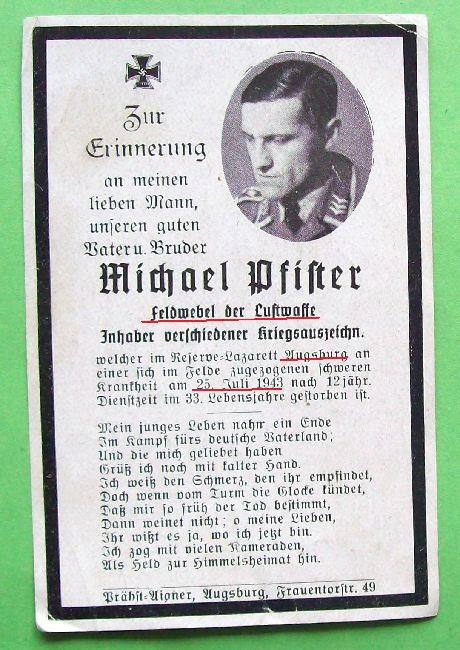 Zur
Erinnerung
an meinen
lieben Mann,
unseren guten
Vater u. Bruder
Michael Pfister
Feldwebel der Luftwaffe
Inhaber verschiedener Kriegsauszeichn.
welcher im Reserve-Lazarett Augsburg an
einer sich im Felde zugezogenen schweren
Krankheit am 25. Juli 1943 nach 12jähr.
Dienstzeit im 33. Lebensjahre gestorben ist.
Mein junges Leben nahm ein Ende
Im Kampf fürs deutsche Vaterland;
Und die mich geliebet haben
Grüß ich noch mit kalter Hand.
Ich weiß den Schmerz, den ihr empfindet,
Doch wenn vom Turm die Glocke kündet,
Daß mir so früh der Tod bestimmt,
Dann weinet nicht; o meine Lieben,
Ihr wißt es ja, wo ich jetzt bin.
Ich zog mit vielen Kameraden,
Als Held zur Himmelsheimat hin.
Präbst-Aigner, Augsburg, Frauentorstr. 49